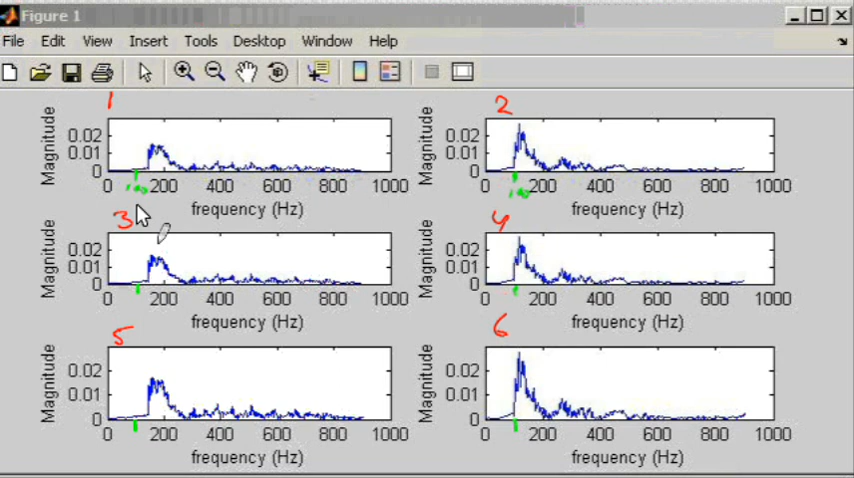 Figure 1
File Edit View Insert Tools Desktop Window Help
1 2
Magnitude 0.02 0.01 0
Magnitude 0.02 0.01 0
100 200 400 600 800 1000
100 200 400 600 800 1000
0 0
frequency (Hz) frequency (Hz)
3 4
Magnitude 0.02 0.01 0
Magnitude 0.02 0.01 0
0 200 400 600 800 1000
0 200 400 600 800 1000
frequency (Hz) frequency (Hz)
5 6
Magnitude 0.02 0.01 0
Magnitude 0.02 0.01 0
0 200 400 600 800 1000
0 200 400 600 800 1000
frequency (Hz) frequency (Hz)